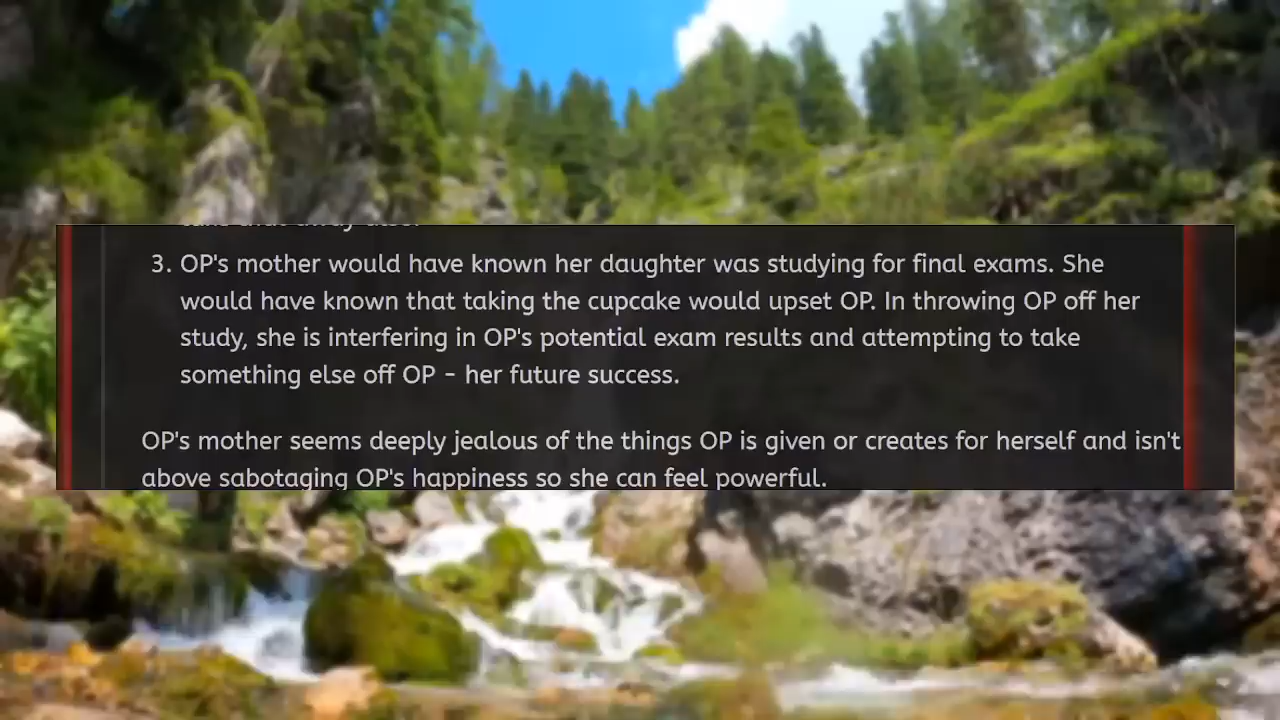 3. OP's mother would have known her daughter was studying for final exams. She
would have known that taking the cupcake would upset OP. In throwing OP off her
study, she is interfering in OP's potential exam results and attempting to take
something else off OP - her future success.
OP's mother seems deeply jealous of the things OP is given or creates for herself and isn't
above sabotaging OP's happiness so she can feel powerful.